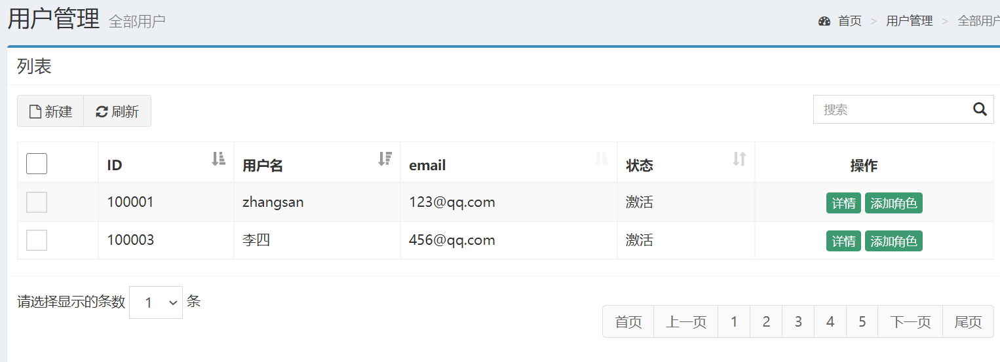 用户管理 全部用户
首页 > 用户管理 > 全部用户
列表
新建 刷新
搜索
ID 用户名 email 状态 操作
100001 zhangsan 123@qq.com 激活 详情 添加角色
100003 李四 456@qq.com 激活 详情 添加角色
请选择显示的条数 1 条
首页 上一页 1 2 3 4 5 下一页 尾页